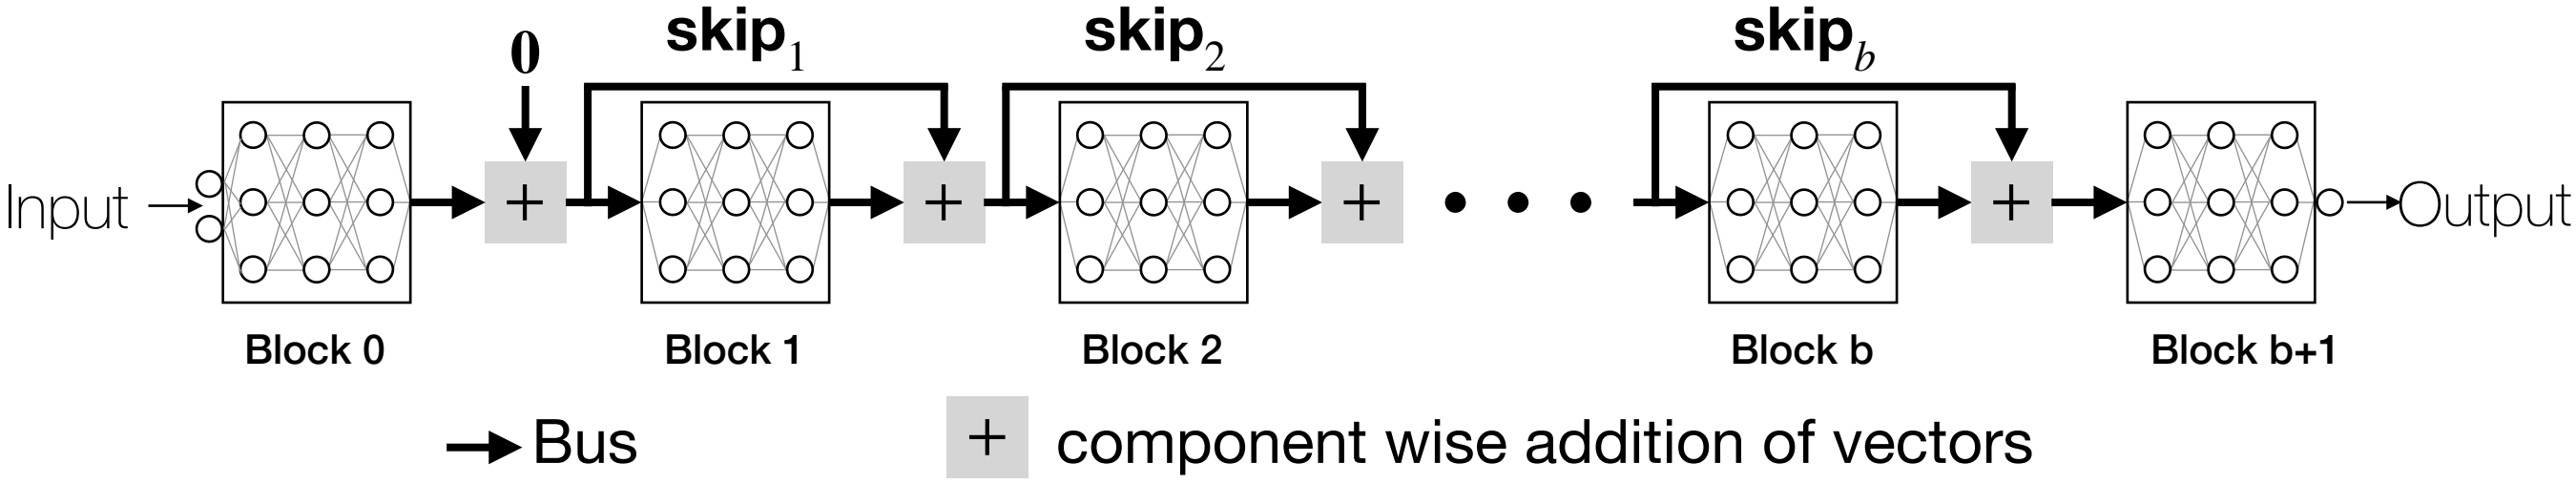 skip₁ skip₂ skip_b
0
Input + + + + Output
Block 0 Block 1 Block 2 Block b Block b+1
Bus + component wise addition of vectors